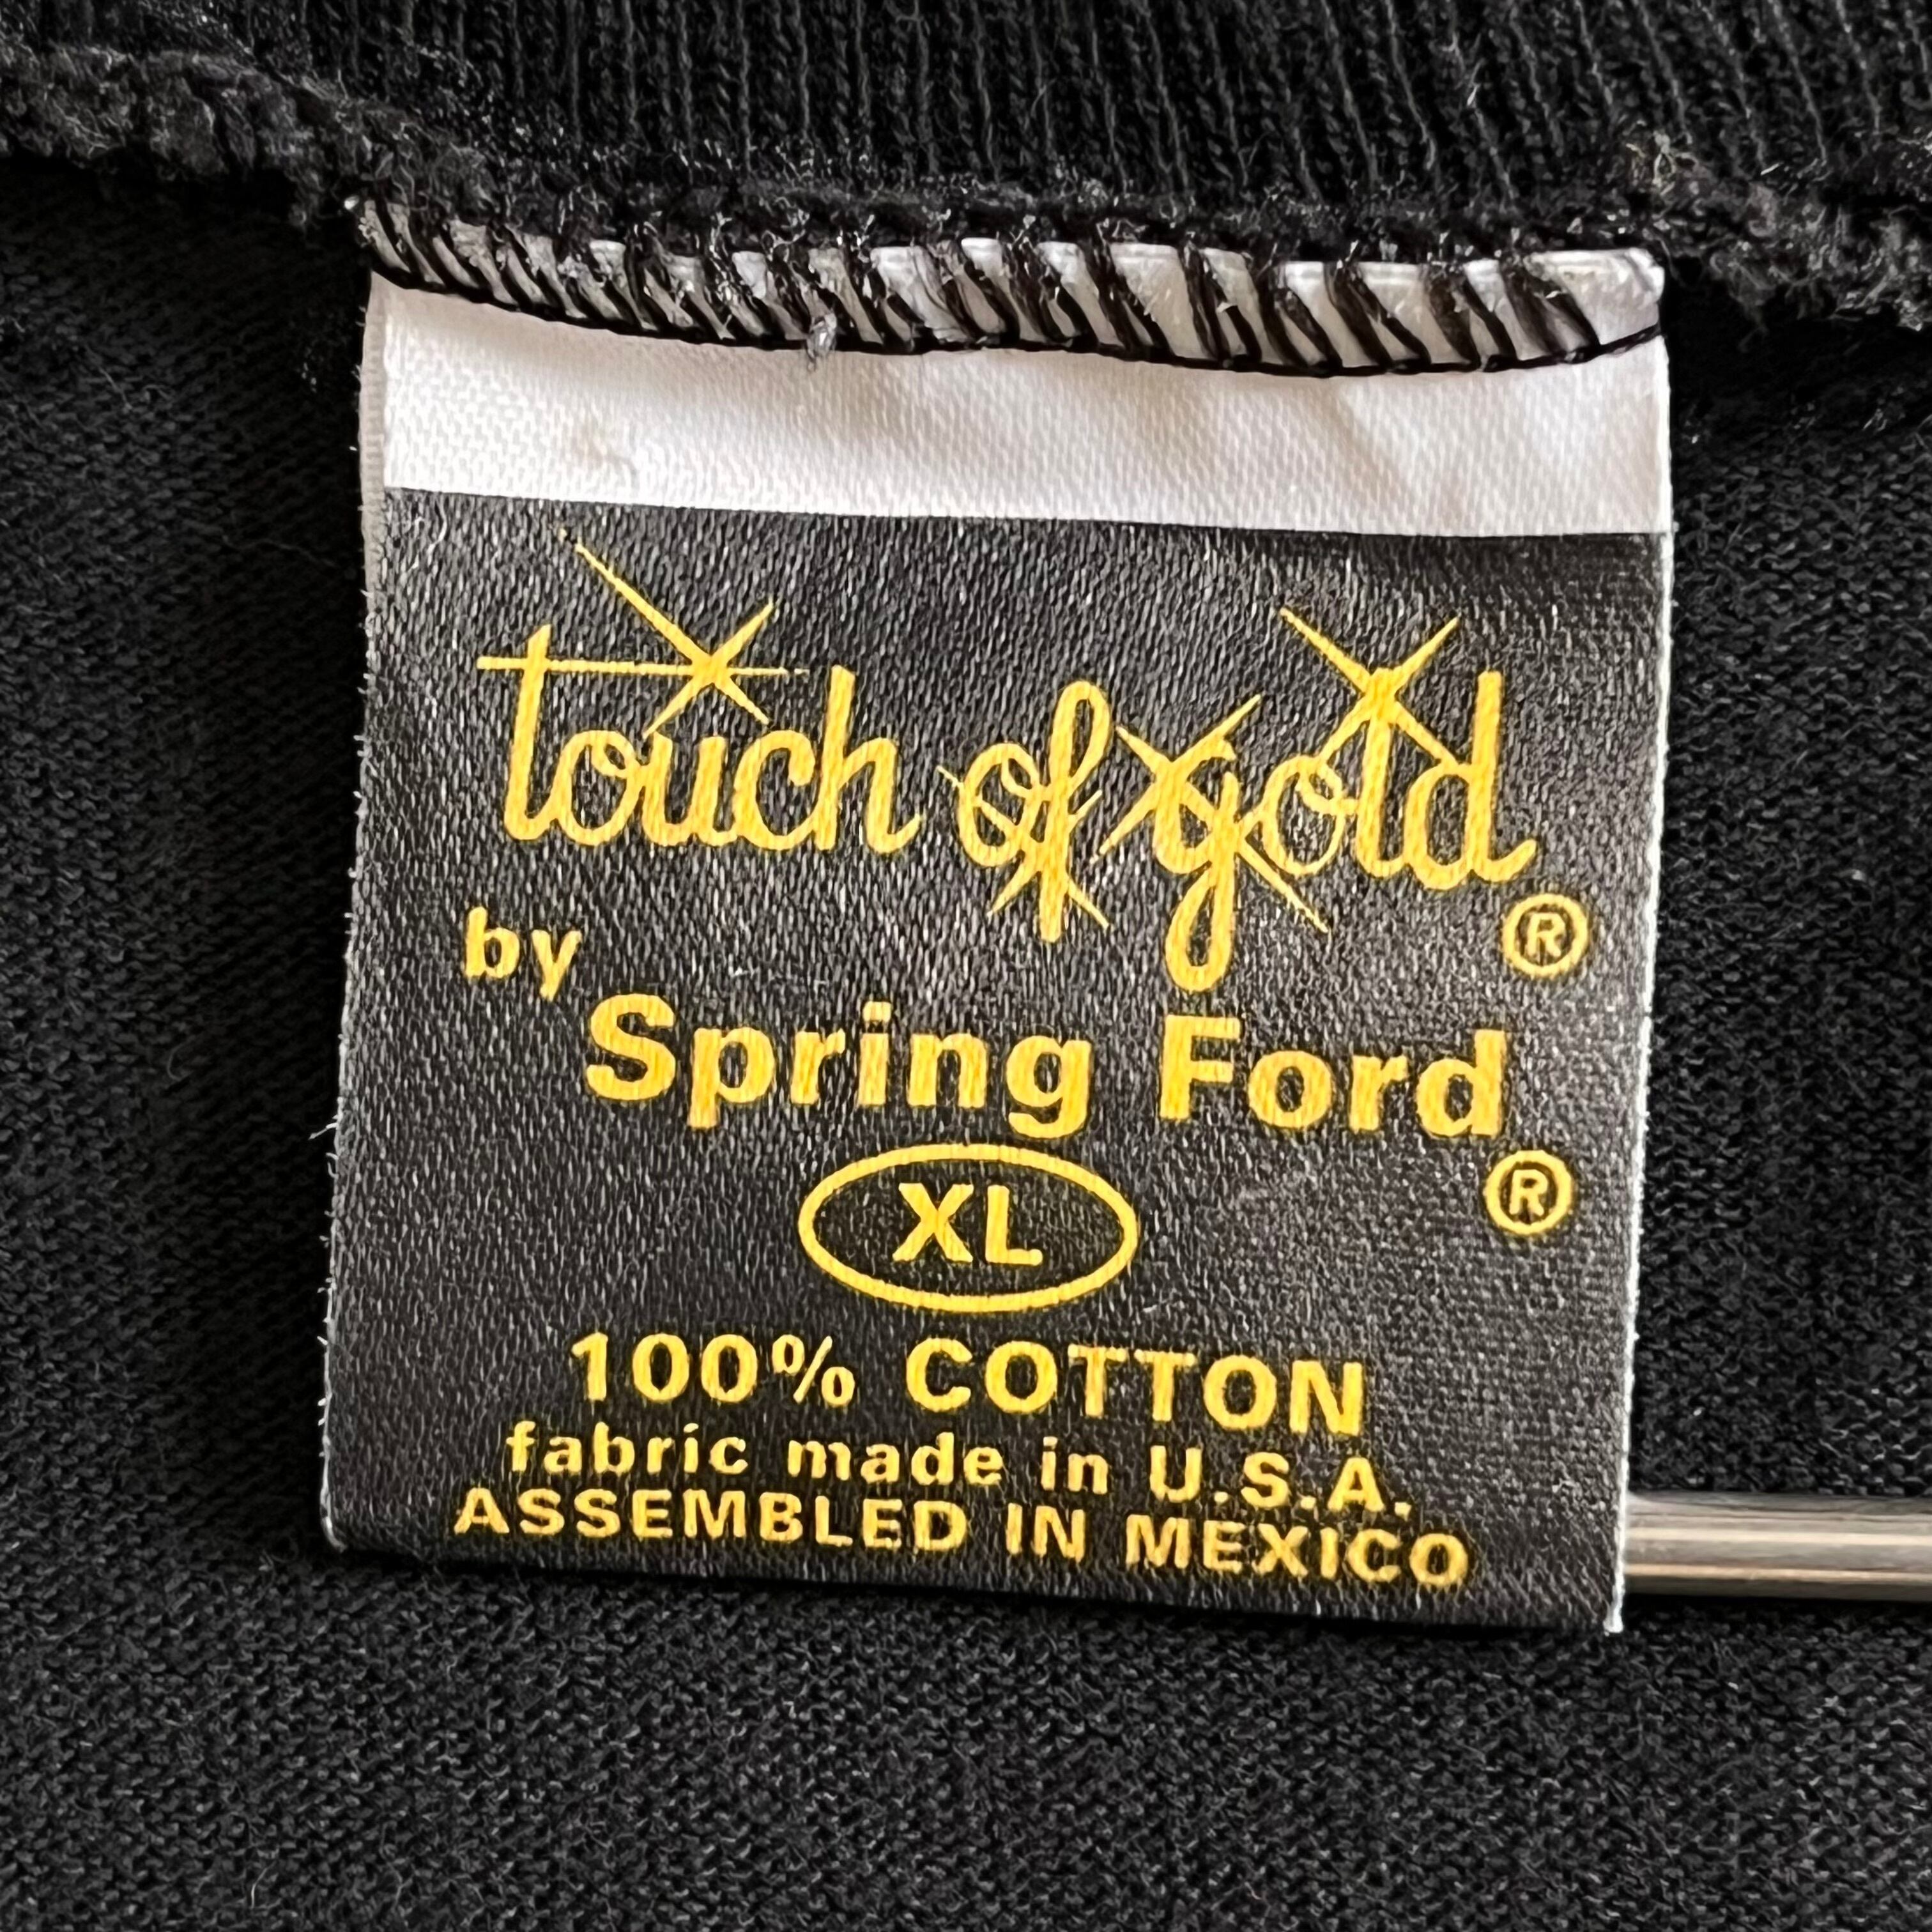 touch of gold ®
by
Spring Ford ®
XL
100% COTTON
fabric made in U.S.A.
ASSEMBLED IN MEXICO